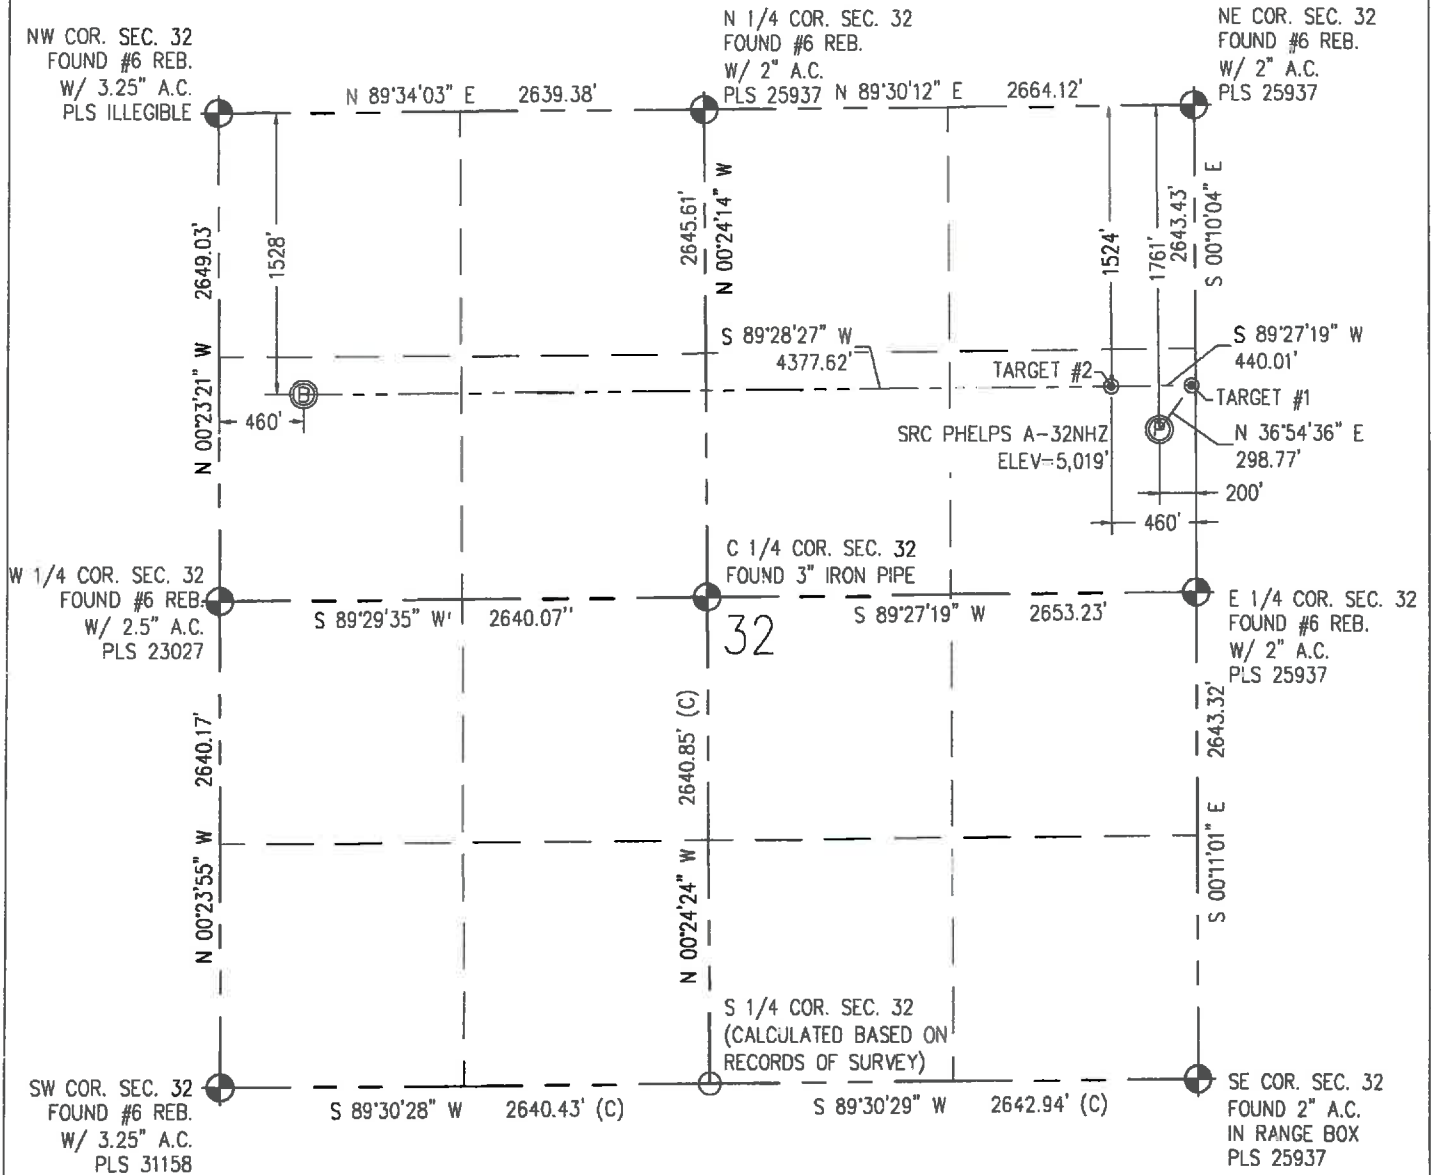 NW COR. SEC. 32
FOUND #6 REB.
W/ 3.25" A.C.
PLS ILLEGIBLE
N 1/4 COR. SEC. 32
FOUND #6 REB.
W/ 2" A.C.
PLS 25937
NE COR. SEC. 32
FOUND #6 REB.
W/ 2" A.C.
PLS 25937
N 89°34'03" E 2639.38'
N 89°30'12" E 2664.12'
N 00°23'21" W 2649.03'
1528'
2645.61'
N 00°24'14" W
1524'
1761'
2643.43'
S 00°10'04" E
S 89°28'27" W
4377.62'
S 89°27'19" W
440.01'
TARGET #2
TARGET #1
B
460'
P
SRC PHELPS A-32NHZ
ELEV=5,019'
N 36°54'36" E
298.77'
200'
460'
W 1/4 COR. SEC. 32
FOUND #6 REB.
W/ 2.5" A.C.
PLS 23027
C 1/4 COR. SEC. 32
FOUND 3" IRON PIPE
S 89°29'35" W' 2640.07''
S 89°27'19" W 2653.23'
32
E 1/4 COR. SEC. 32
FOUND #6 REB.
W/ 2" A.C.
PLS 25937
N 00°23'55" W 2640.17'
N 00°24'24" W 2640.85' (C)
S 00°11'01" E 2643.32'
S 1/4 COR. SEC. 32
(CALCULATED BASED ON
RECORDS OF SURVEY)
SW COR. SEC. 32
FOUND #6 REB.
W/ 3.25" A.C.
PLS 31158
S 89°30'28" W 2640.43' (C)
S 89°30'29" W 2642.94' (C)
SE COR. SEC. 32
FOUND 2" A.C.
IN RANGE BOX
PLS 25937